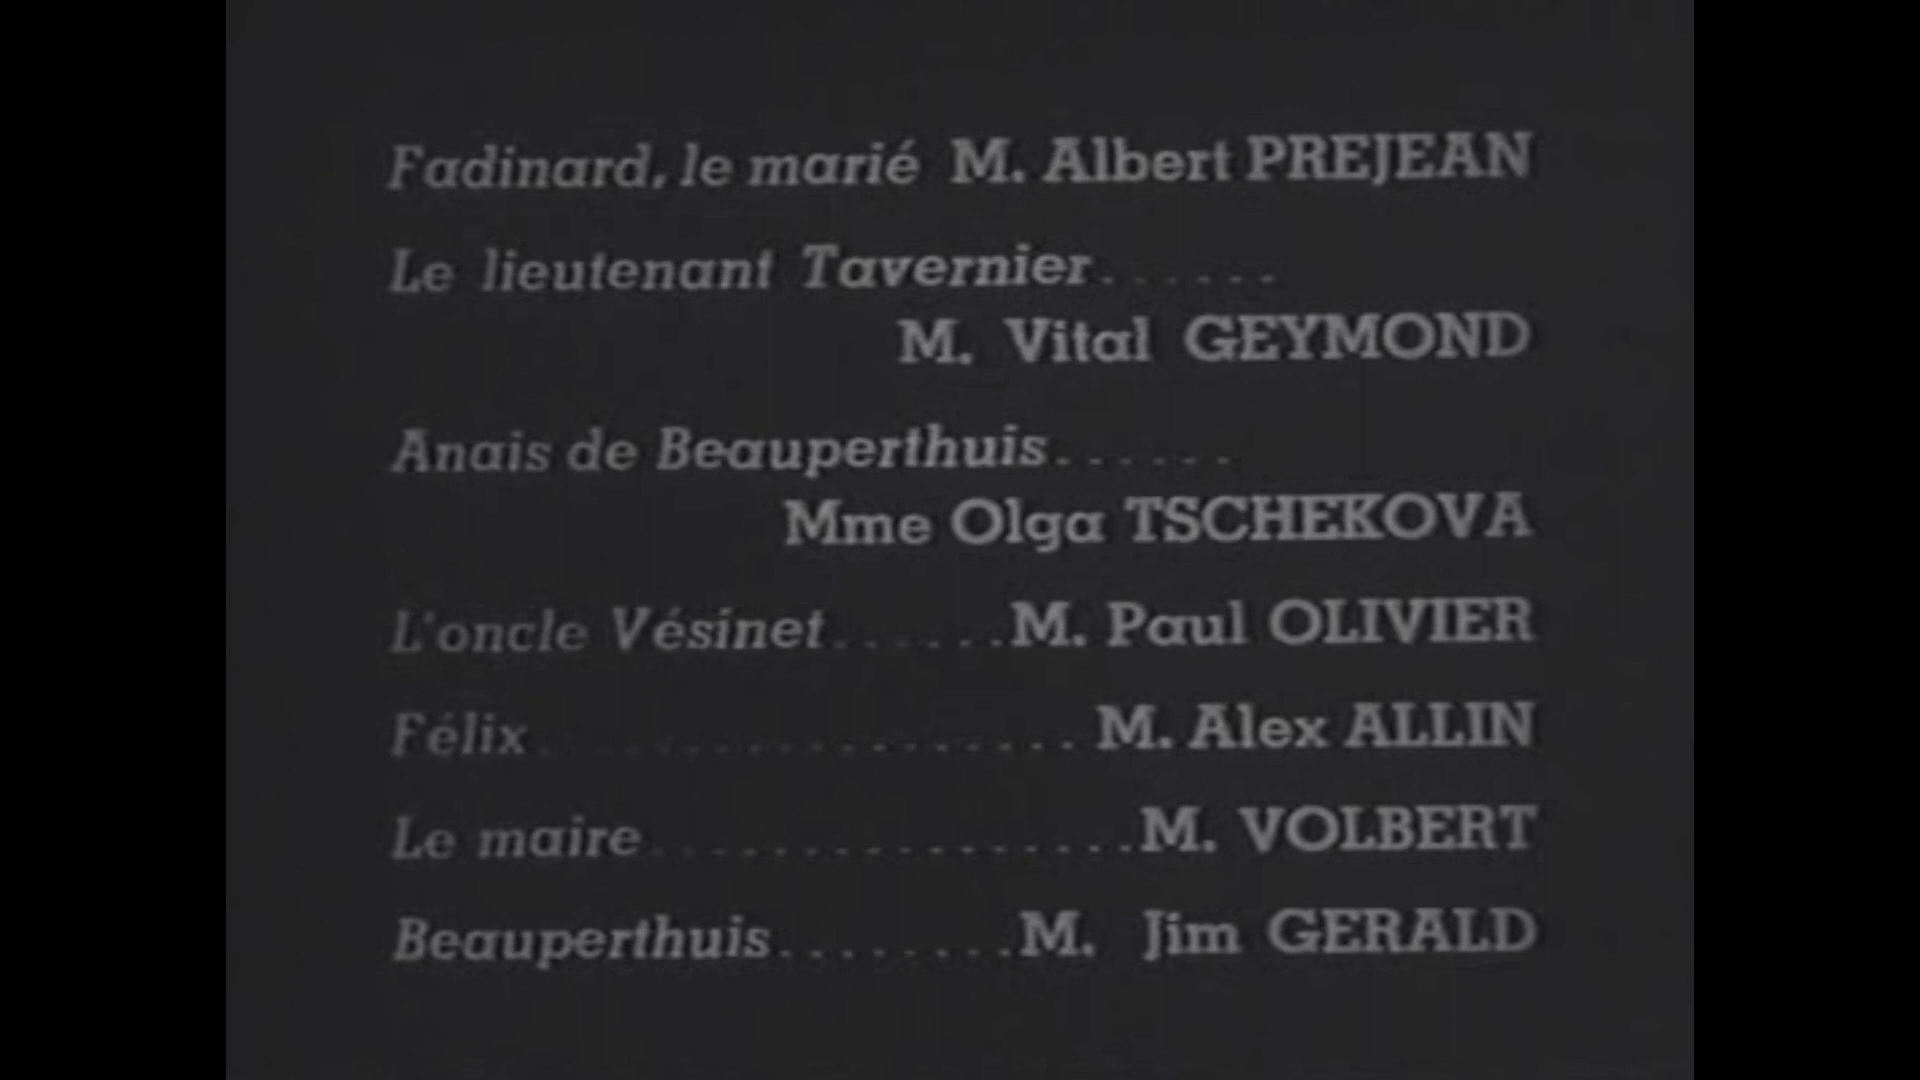 Fadinard, le marié M. Albert PREJEAN
Le lieutenant Tavernier......
M. Vital GEYMOND
Anais de Beauperthuis......
Mme Olga TSCHEKOVA
L'oncle Vésinet......M. Paul OLIVIER
Félix..................M. Alex ALLIN
Le maire................M. VOLBERT
Beauperthuis........M. Jim GERALD